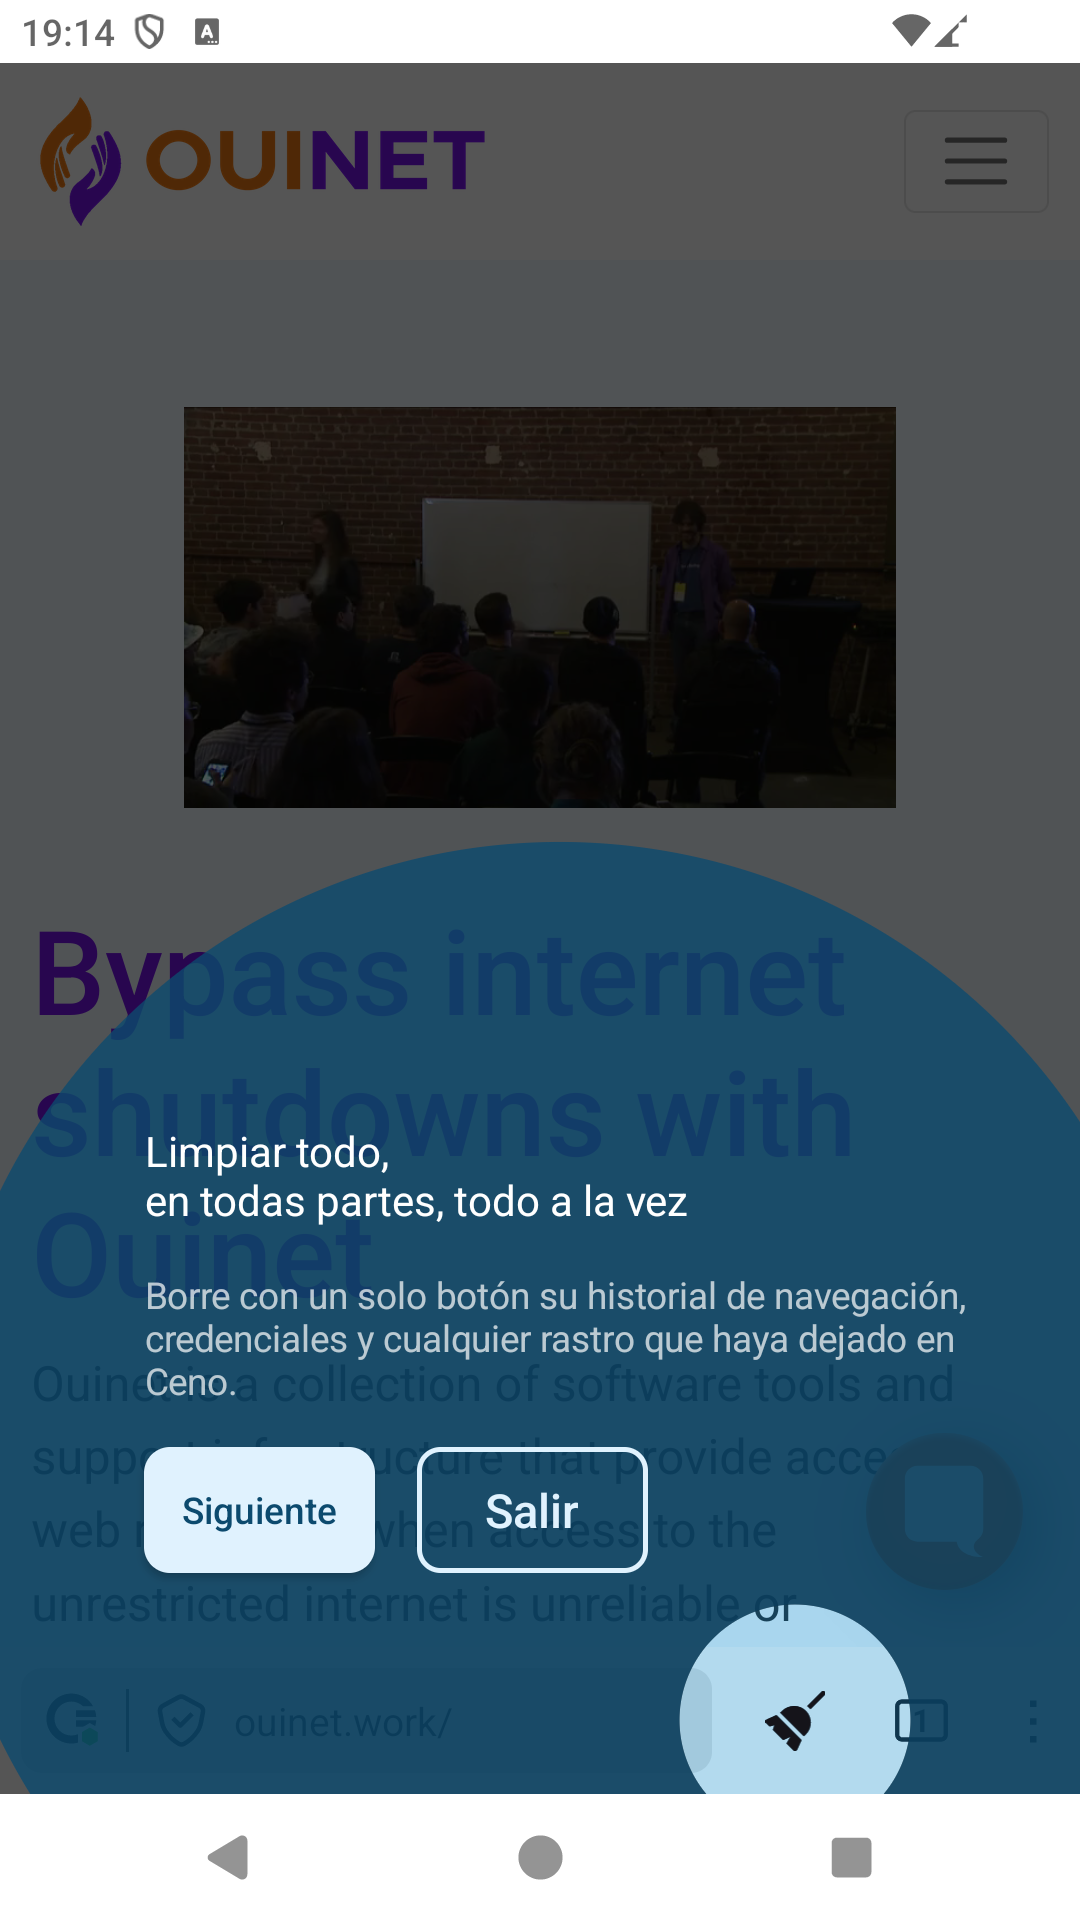 19:14
OUINET
Bypass internet
shutdowns with
Ouinet
Limpiar todo,
en todas partes, todo a la vez
Borre con un solo botón su historial de navegación,
credenciales y cualquier rastro que haya dejado en
Ceno.
Ouinet is a collection of software tools and
support infrastructure that provide
web when access to the
unrestricted internet is unreliable or
Siguiente
Salir
ouinet.work/
1